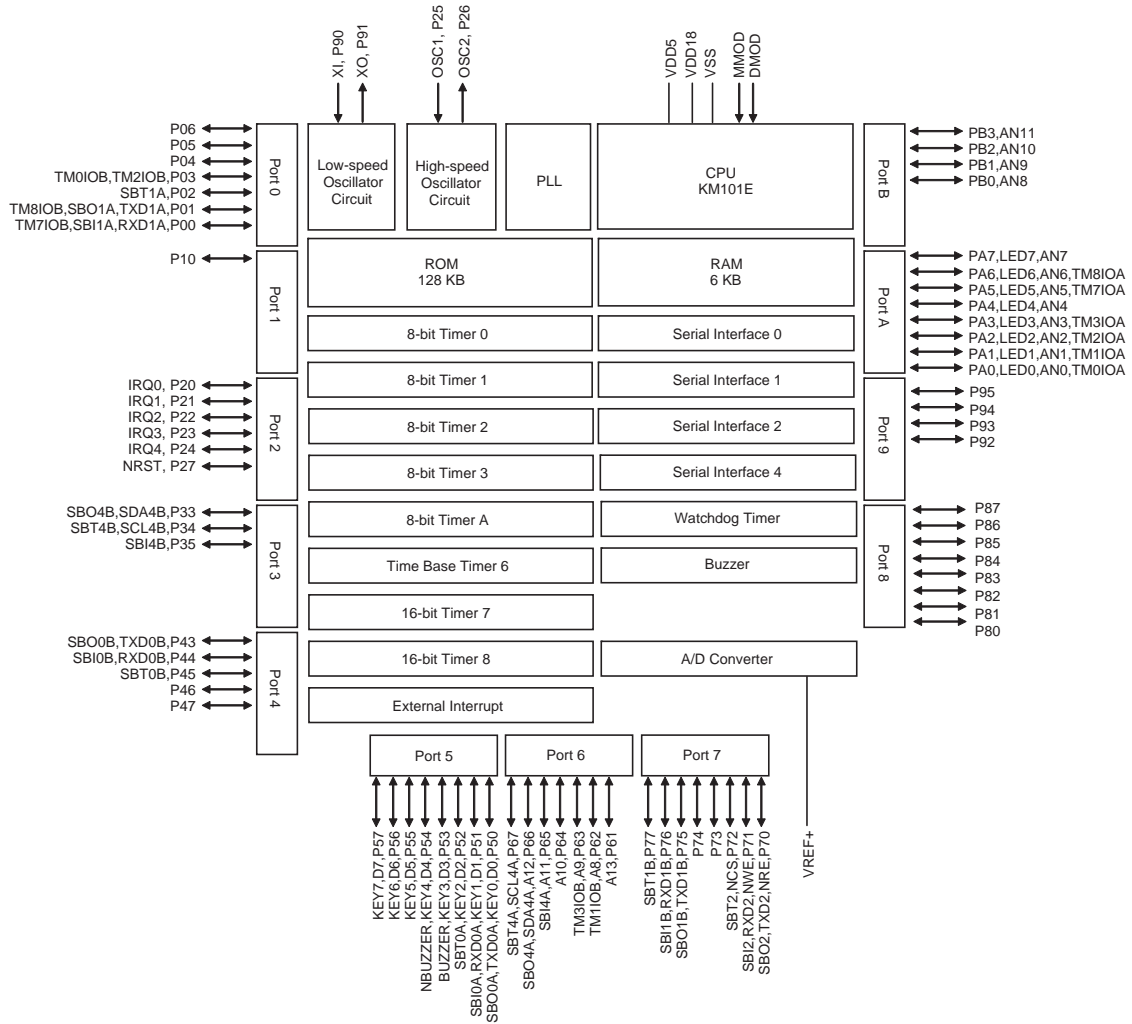 XI, P90
XO, P91
OSC1, P25
OSC2, P26
VDD5
VDD18
VSS
MMOD
DMOD
P06
P05
P04
TM0IOB,TM2IOB,P03
SBT1A,P02
TM8IOB,SBO1A,TXD1A,P01
TM7IOB,SBI1A,RXD1A,P00
Port 0
Low-speed
Oscillator
Circuit
High-speed
Oscillator
Circuit
PLL
CPU
KM101E
Port B
PB3,AN11
PB2,AN10
PB1,AN9
PB0,AN8
P10
Port 1
ROM
128 KB
RAM
6 KB
Port A
PA7,LED7,AN7
PA6,LED6,AN6,TM8IOA
PA5,LED5,AN5,TM7IOA
PA4,LED4,AN4
PA3,LED3,AN3,TM3IOA
PA2,LED2,AN2,TM2IOA
PA1,LED1,AN1,TM1IOA
PA0,LED0,AN0,TM0IOA
8-bit Timer 0
Serial Interface 0
8-bit Timer 1
Serial Interface 1
IRQ0, P20
IRQ1, P21
IRQ2, P22
IRQ3, P23
IRQ4, P24
NRST, P27
Port 2
8-bit Timer 2
Serial Interface 2
8-bit Timer 3
Serial Interface 4
Port 9
P95
P94
P93
P92
SBO4B,SDA4B,P33
SBT4B,SCL4B,P34
SBI4B,P35
Port 3
8-bit Timer A
Watchdog Timer
Time Base Timer 6
Buzzer
16-bit Timer 7
Port 8
P87
P86
P85
P84
P83
P82
P81
P80
SBO0B,TXD0B,P43
SBI0B,RXD0B,P44
SBT0B,P45
P46
P47
Port 4
16-bit Timer 8
A/D Converter
External Interrupt
Port 5
Port 6
Port 7
KEY7,D7,P57
KEY6,D6,P56
KEY5,D5,P55
NBUZZER,KEY4,D4,P54
BUZZER,KEY3,D3,P53
SBT0A,KEY2,D2,P52
SBI0A,RXD0A,KEY1,D1,P51
SBO0A,TXD0A,KEY0,D0,P50
SBT4A,SCL4A,P67
SBO4A,SDA4A,A12,P66
SBI4A,A11,P65
A10,P64
TM3IOB,A9,P63
TM1IOB,A8,P62
A13,P61
SBT1B,P77
SBI1B,RXD1B,P76
SBO1B,TXD1B,P75
P74
P73
SBT2,NCS,P72
SBI2,RXD2,NWE,P71
SBO2,TXD2,NRE,P70
VREF+